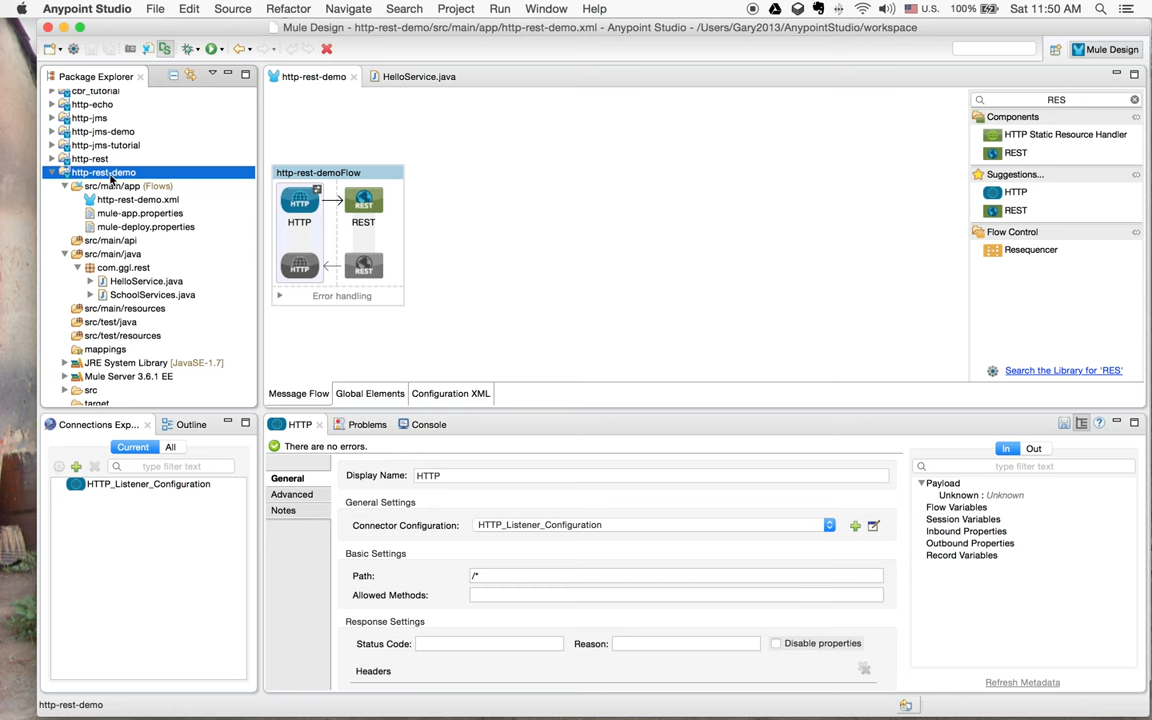 Anypoint Studio File Edit Source Refactor Navigate Search Project Run Window Help U.S. 100% Sat 11:50 AM
Mule Design - http-rest-demo/src/main/app/http-rest-demo.xml - Anypoint Studio - /Users/Gary2013/AnypointStudio/workspace
Mule Design
Package Explorer
cbr_tutorial
http-echo
http-jms
http-jms-demo
http-jms-tutorial
http-rest
http-rest-demo
src/main/app (Flows)
http-rest-demo.xml
mule-app.properties
mule-deploy.properties
src/main/api
src/main/java
com.ggl.rest
HelloService.java
SchoolServices.java
src/main/resources
src/test/java
src/test/resources
mappings
JRE System Library [JavaSE-1.7]
Mule Server 3.6.1 EE
src
target
http-rest-demo
HelloService.java
http-rest-demoFlow
HTTP
REST
HTTP
REST
HTTP
REST
Error handling
Message Flow
Global Elements
Configuration XML
RES
Components
HTTP Static Resource Handler
REST
Suggestions...
HTTP
REST
Flow Control
Resequencer
Search the Library for 'RES'
Connections Exp...
Outline
Current
All
type filter text
HTTP_Listener_Configuration
HTTP
Problems
Console
There are no errors.
General
Advanced
Notes
Display Name: HTTP
General Settings
Connector Configuration: HTTP_Listener_Configuration
Basic Settings
Path: /*
Allowed Methods:
Response Settings
Status Code:
Reason:
Disable properties
Headers
In
Out
type filter text
Payload
Unknown : Unknown
Flow Variables
Session Variables
Inbound Properties
Outbound Properties
Record Variables
Refresh Metadata
http-rest-demo